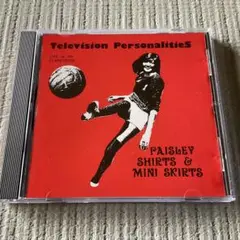 Television PersonalitieS
PAISLEY
SHIRTS &
MINI SKIRTS